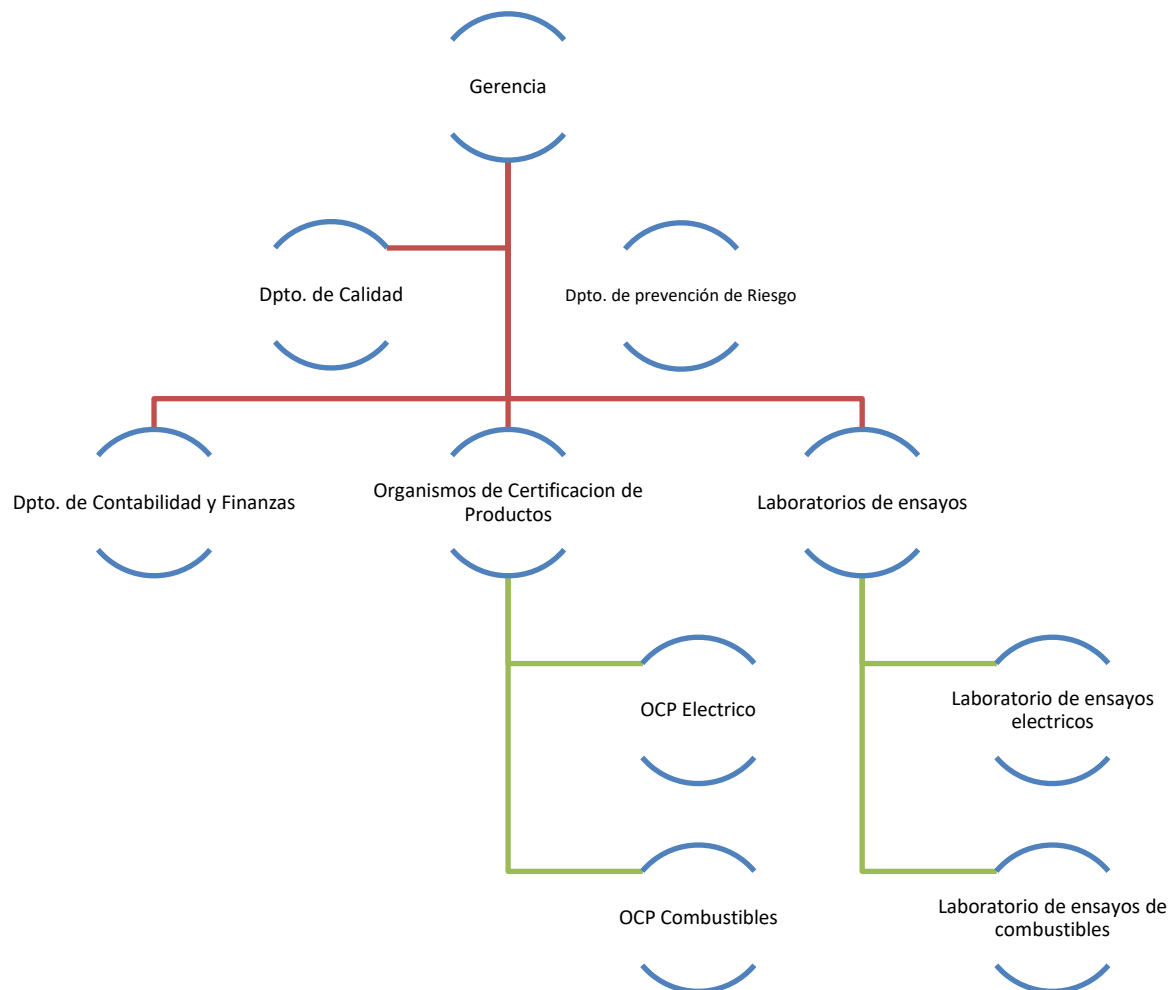 Gerencia
Dpto. de Calidad
Dpto. de prevención de Riesgo
Dpto. de Contabilidad y Finanzas
Organismos de Certificacion de
Productos
Laboratorios de ensayos
OCP Electrico
Laboratorio de ensayos
electricos
OCP Combustibles
Laboratorio de ensayos de
combustibles